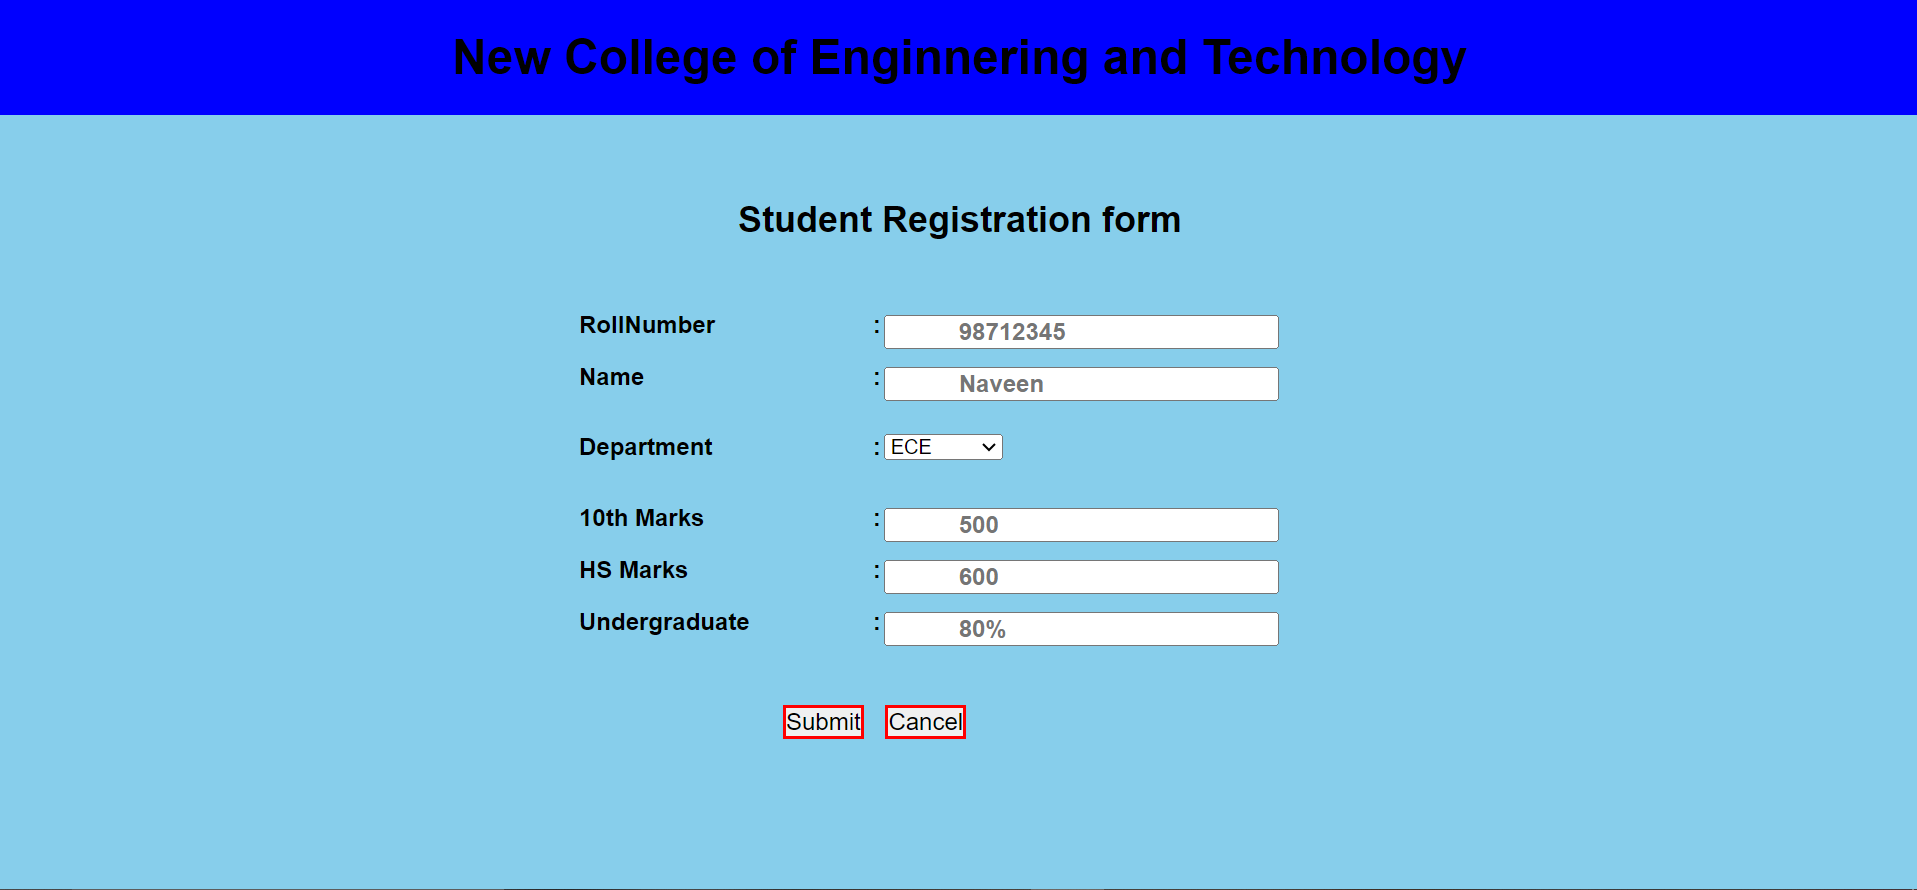 New College of Enginnering and Technology
Student Registration form
RollNumber : 98712345
Name : Naveen
Department : ECE
10th Marks : 500
HS Marks : 600
Undergraduate : 80%
Submit Cancel